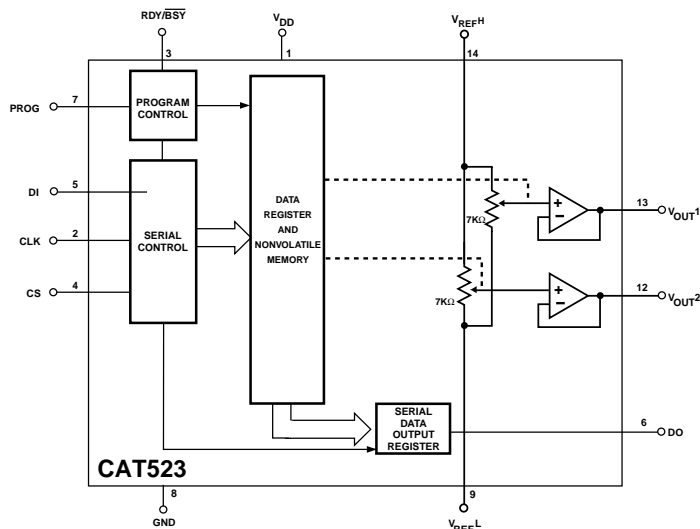 RDY/BSY
VDD
VREFH
3
1
14
PROG
7
PROGRAM
CONTROL
DI
5
CLK
2
CS
4
SERIAL
CONTROL
DATA
REGISTER
AND
NONVOLATILE
MEMORY
7KΩ
+
−
13
VOUT1
7KΩ
+
−
12
VOUT2
SERIAL
DATA
OUTPUT
REGISTER
6
DO
CAT523
8
9
GND
VREFL